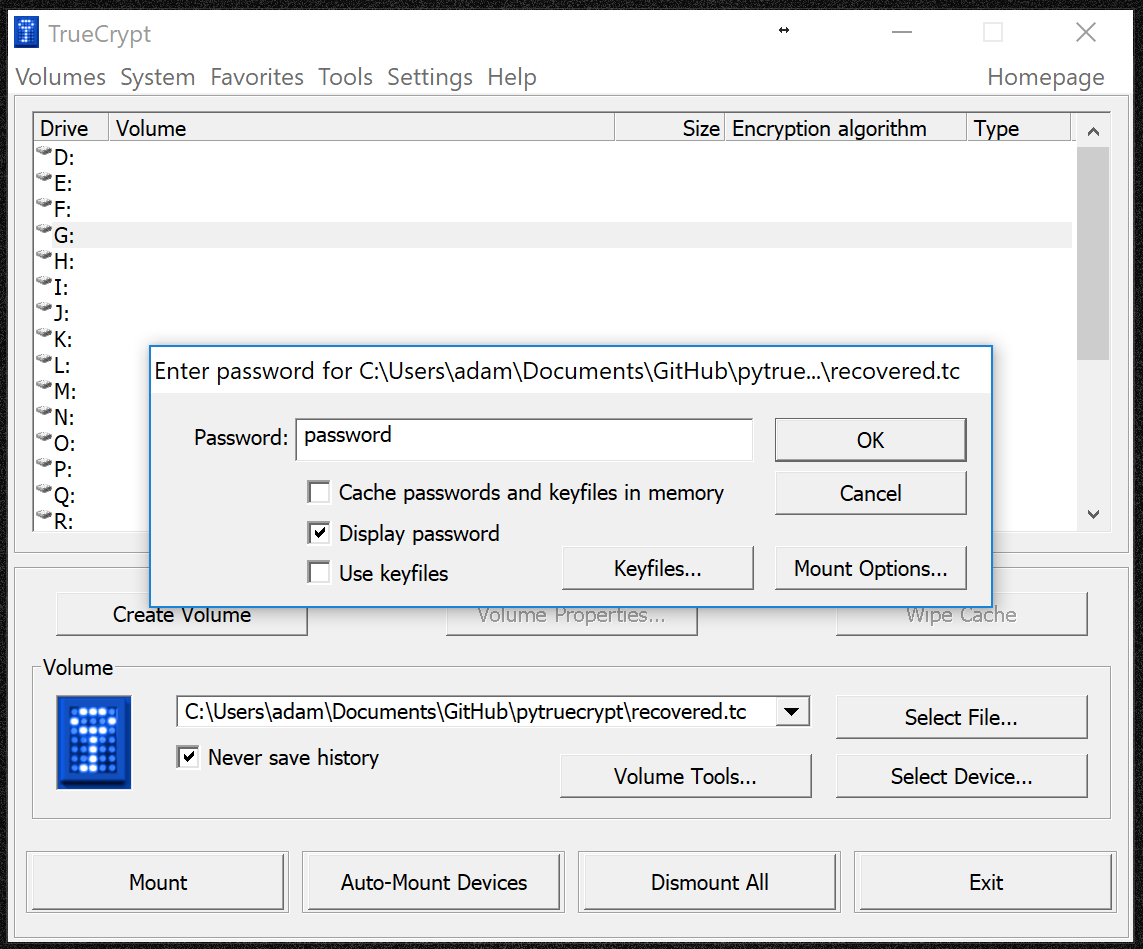 TrueCrypt
Volumes System Favorites Tools Settings Help Homepage
Drive Volume Size Encryption algorithm Type
D:
E:
F:
G:
H:
I:
J:
K:
L:
M:
N:
O:
P:
Q:
R:
Enter password for C:\Users\adam\Documents\GitHub\pytrue...\recovered.tc
Password: password OK
Cache passwords and keyfiles in memory Cancel
Display password
Use keyfiles Keyfiles... Mount Options...
Create Volume Volume Properties... Wipe Cache
Volume
C:\Users\adam\Documents\GitHub\pytruecrypt\recovered.tc Select File...
Never save history Volume Tools... Select Device...
Mount Auto-Mount Devices Dismount All Exit